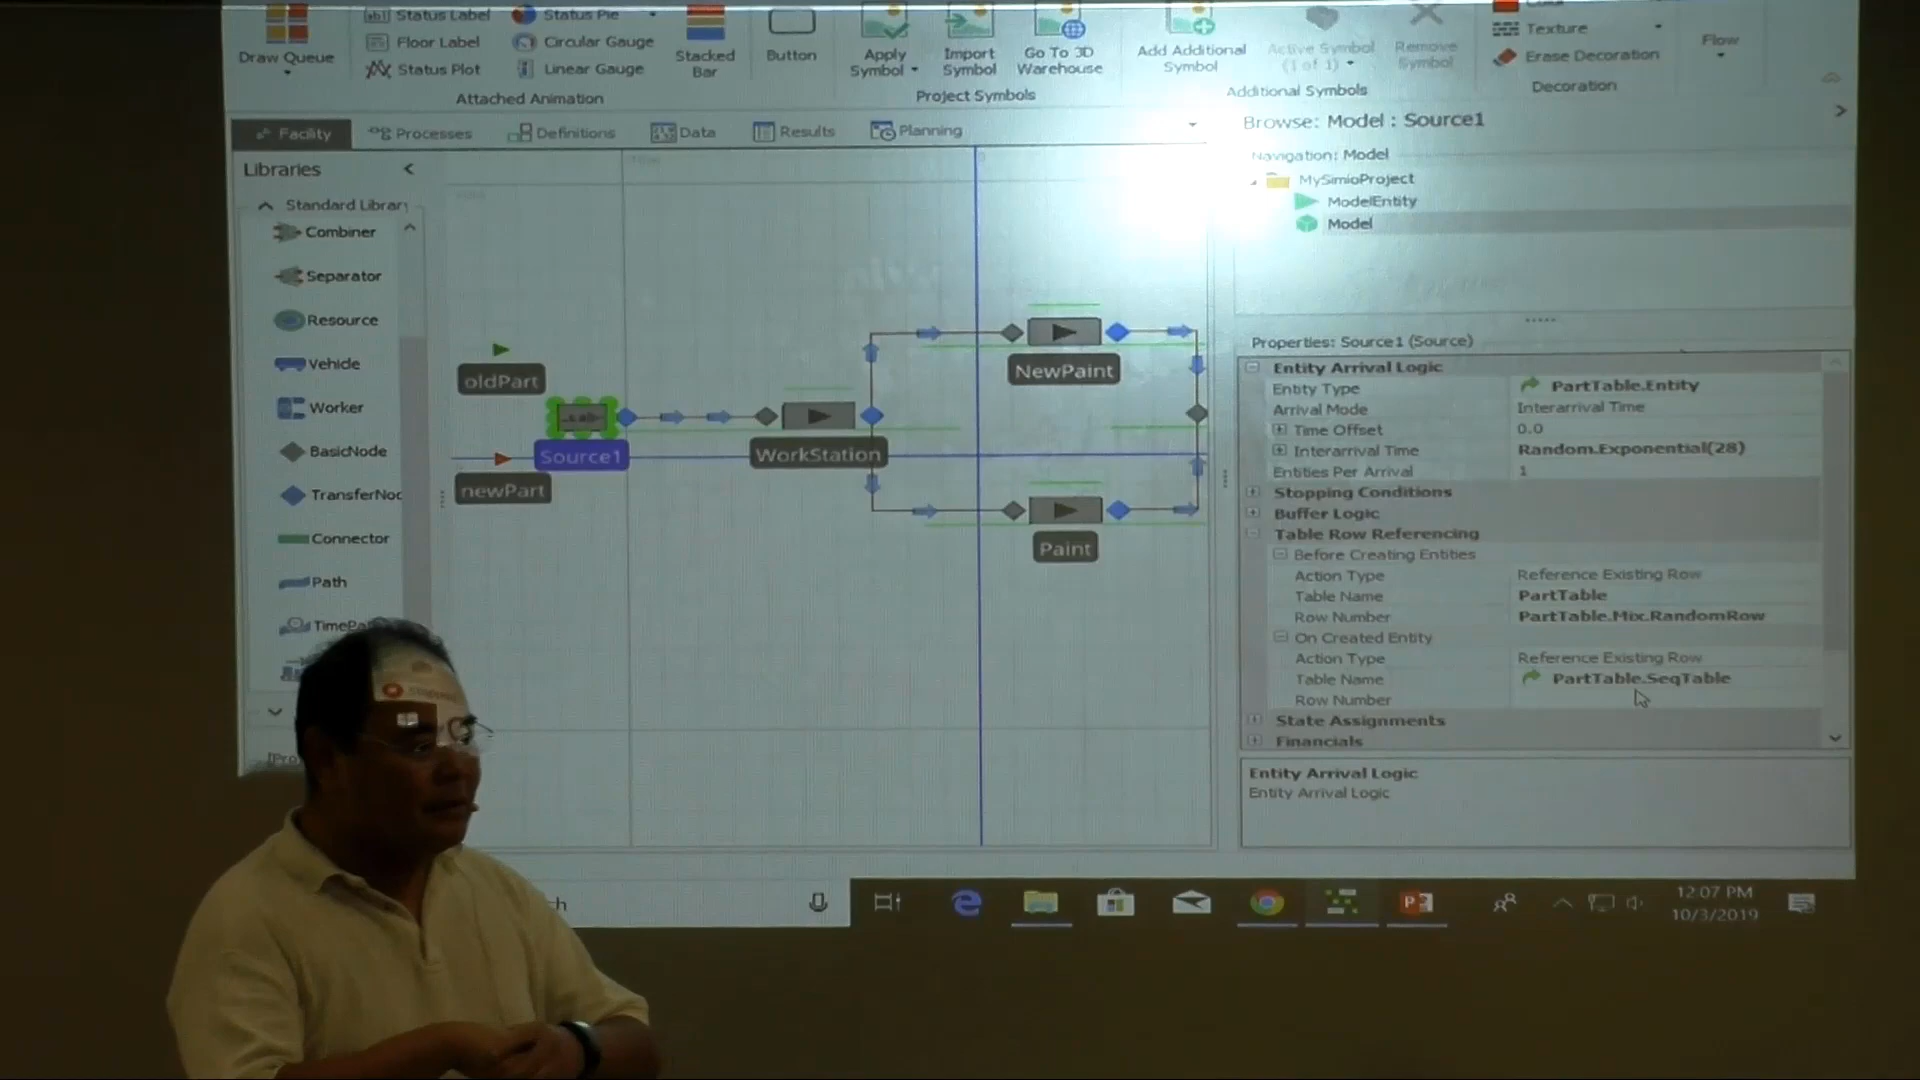 Status Label
Status Pie
Draw Queue
Floor Label
Circular Gauge
Status Plot
Linear Gauge
Stacked
Bar
Button
Apply
Symbol
Import
Symbol
Go To 3D
Warehouse
Add Additional
Symbol
Active Symbol
(1 of 1)
Remove
Symbol
Texture
Erase Decoration
Flow
Attached Animation
Project Symbols
Additional Symbols
Decoration
Facility
Processes
Definitions
Data
Results
Planning
Browse: Model : Source1
Navigation: Model
MySimioProject
ModelEntity
Model
Libraries
Standard Library
Combiner
Separator
Resource
Vehicle
Worker
BasicNode
TransferNod
Connector
Path
TimePa
oldPart
Source1
newPart
WorkStation
NewPaint
Paint
Properties: Source1 (Source)
Entity Arrival Logic
Entity Type PartTable.Entity
Arrival Mode Interarrival Time
Time Offset 0.0
Interarrival Time Random.Exponential(28)
Entities Per Arrival 1
Stopping Conditions
Buffer Logic
Table Row Referencing
Before Creating Entities
Action Type Reference Existing Row
Table Name PartTable
Row Number PartTable.Mix.RandomRow
On Created Entity
Action Type Reference Existing Row
Table Name PartTable.SeqTable
Row Number
State Assignments
Financials
Entity Arrival Logic
Entity Arrival Logic
Stopped
h
12:07 PM
10/3/2019